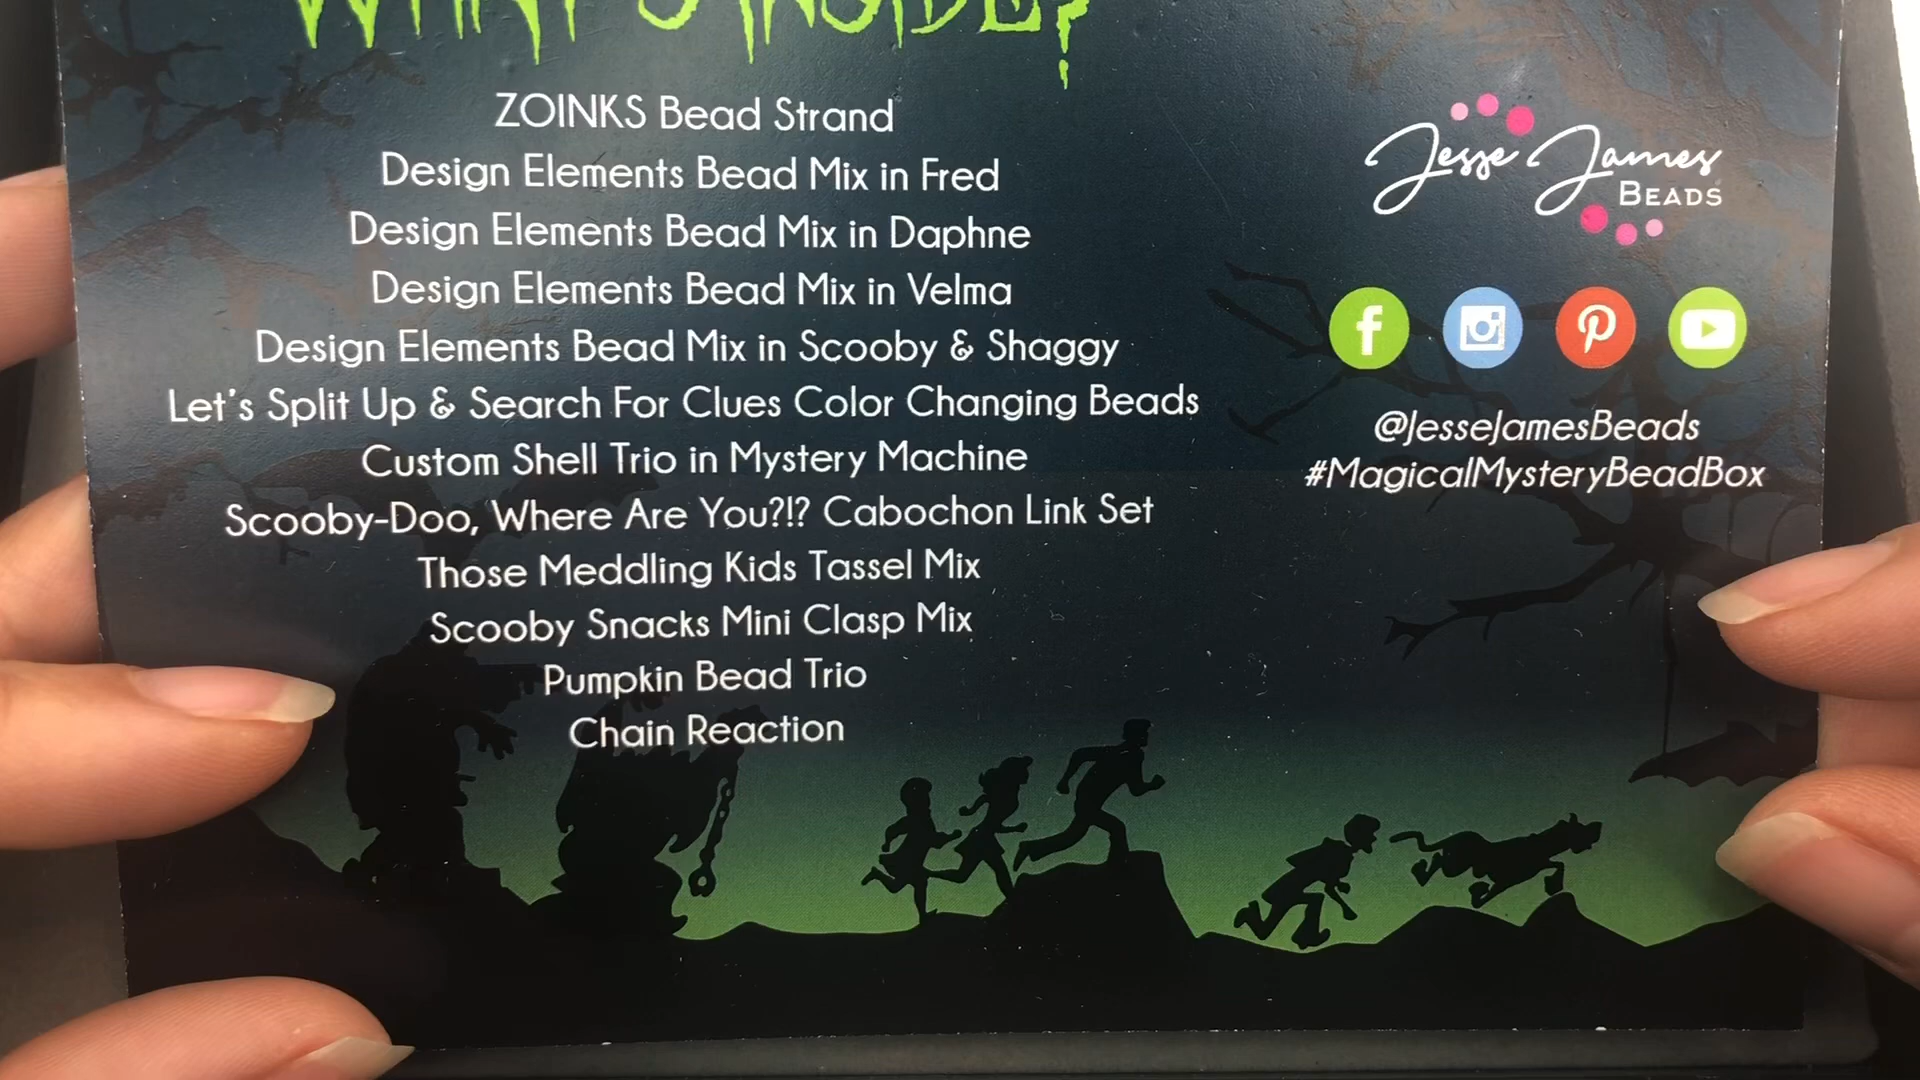 WHAT'S INSIDE?
ZOINKS Bead Strand
Design Elements Bead Mix in Fred
Design Elements Bead Mix in Daphne
Design Elements Bead Mix in Velma
Design Elements Bead Mix in Scooby & Shaggy
Let's Split Up & Search For Clues Color Changing Beads
Custom Shell Trio in Mystery Machine
Scooby-Doo, Where Are You?!? Cabochon Link Set
Those Meddling Kids Tassel Mix
Scooby Snacks Mini Clasp Mix
Pumpkin Bead Trio
Chain Reaction
Jesse James
BEADS
@JesseJamesBeads
#MagicalMysteryBeadBox